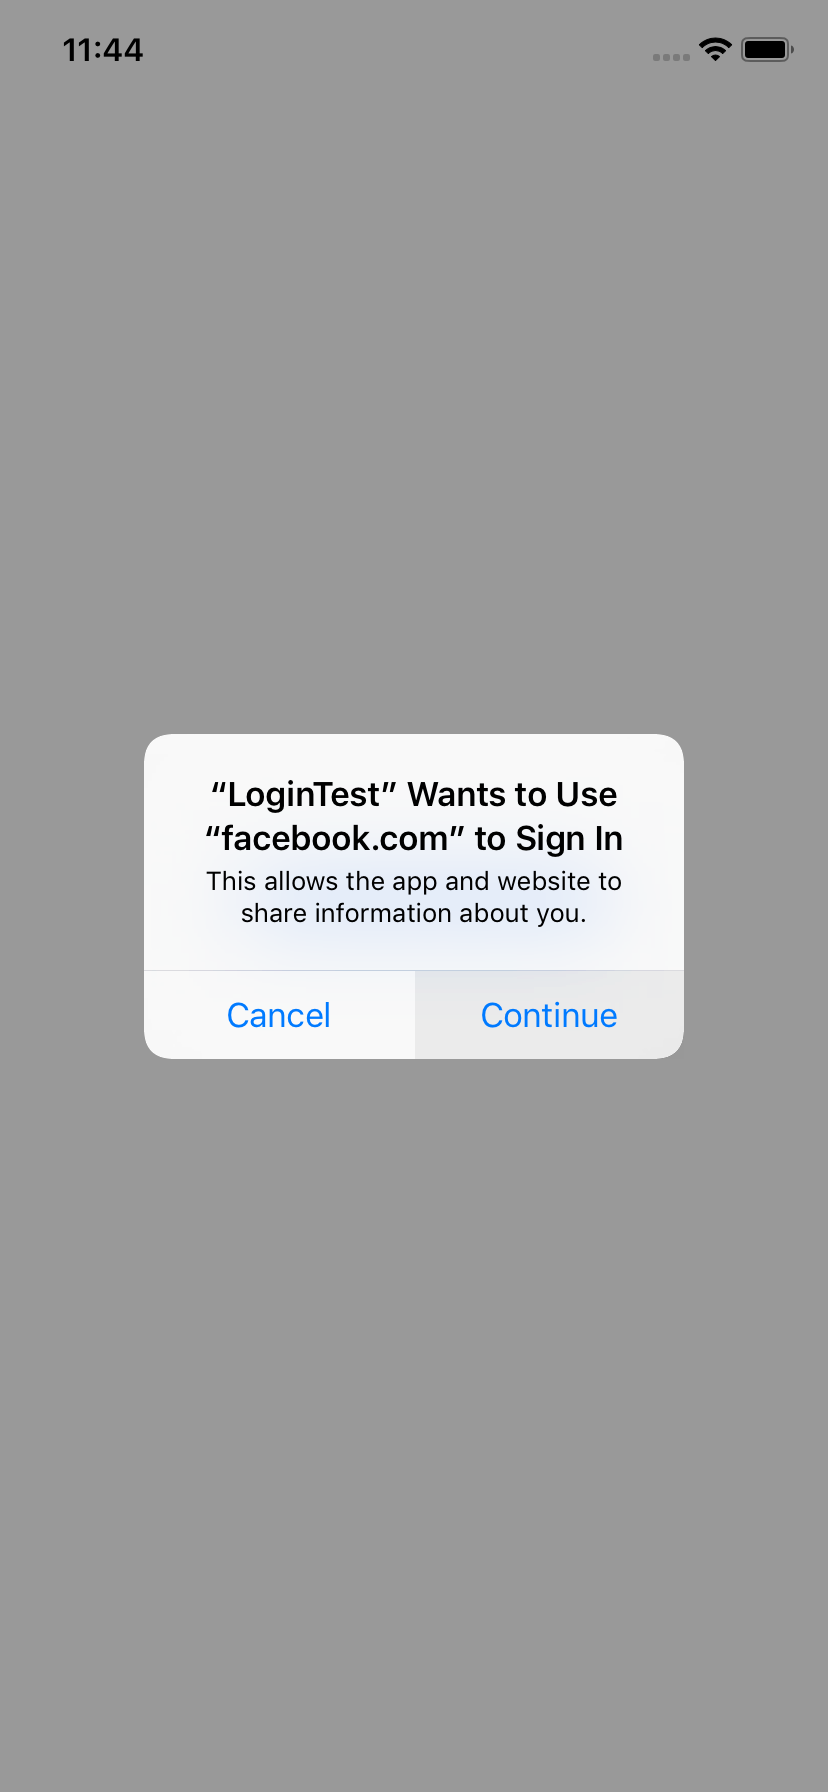 11:44
“LoginTest” Wants to Use
“facebook.com” to Sign In
This allows the app and website to
share information about you.
Cancel
Continue